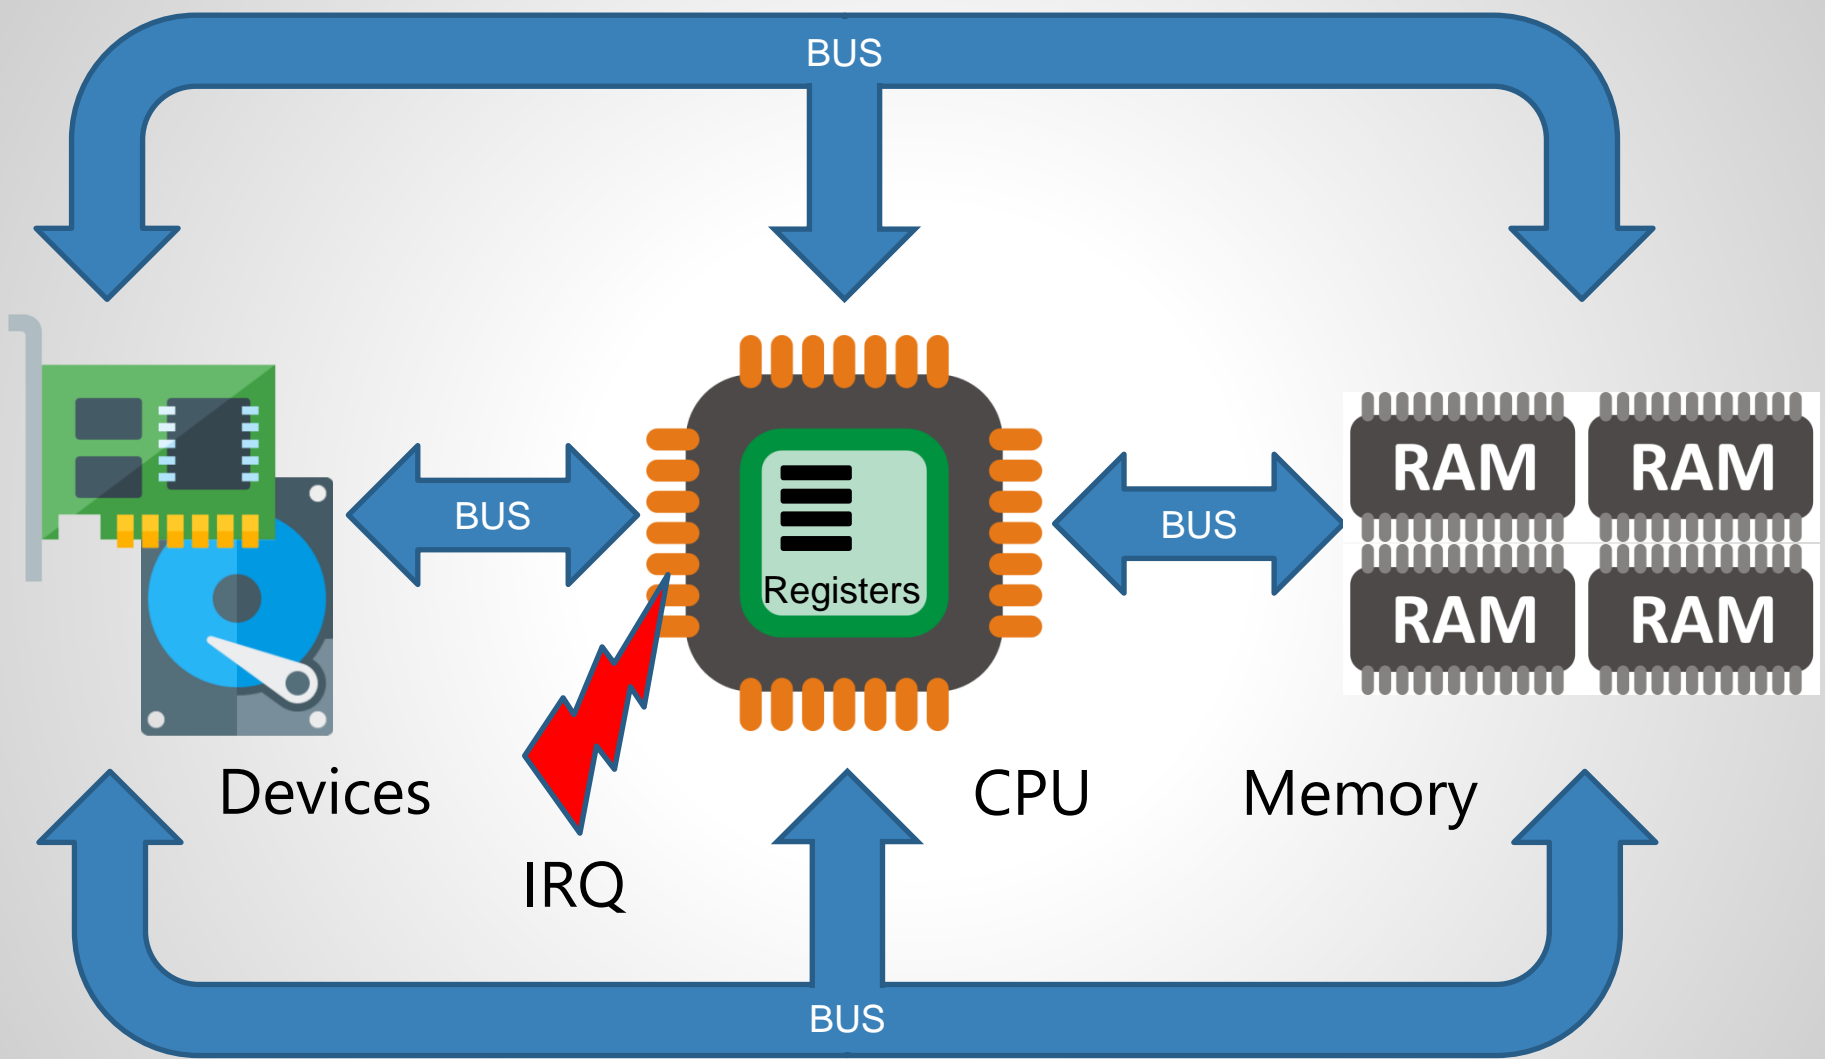 BUS
RAM RAM
BUS
BUS
Registers
RAM RAM
Devices
CPU
Memory
IRQ
BUS